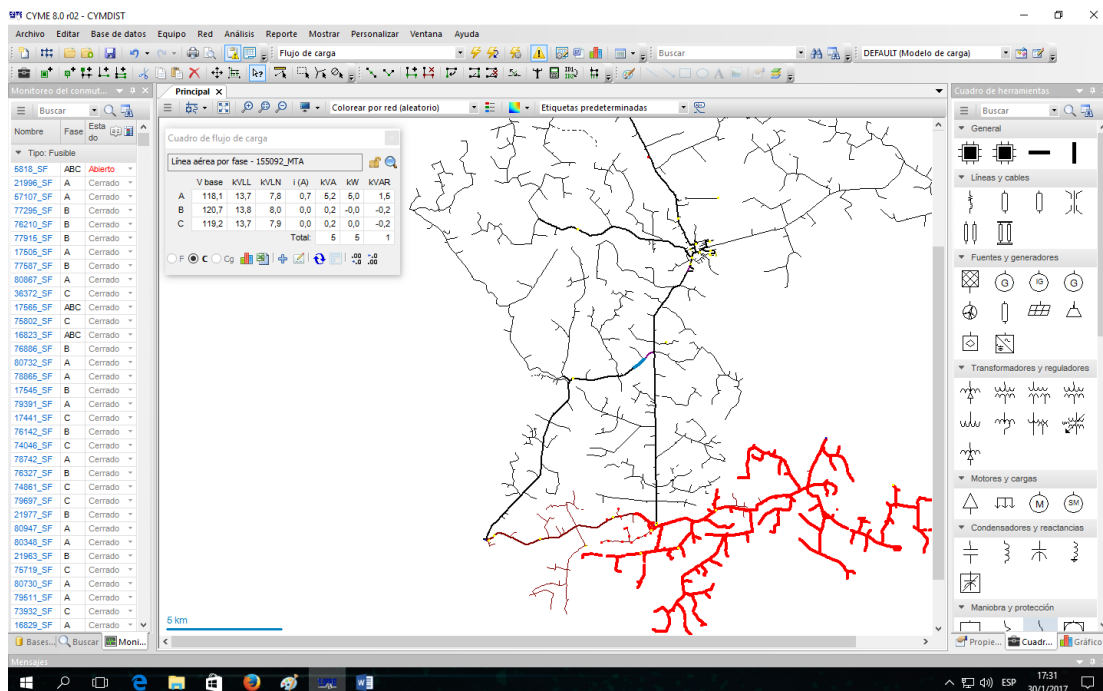 CYME 8.0 r02 - CYMDIST
Archivo Editar Base de datos Equipo Red Análisis Reporte Mostrar Personalizar Ventana Ayuda
Flujo de carga Buscar DEFAULT (Modelo de carga)
Monitoreo del conmut... Principal Cuadro de herramientas
Buscar Colorear por red (aleatorio) Etiquetas predeterminadas Buscar
Nombre Fase Estado
Tipo: Fusible
5818_SF ABC Abierto
21996_SF A Cerrado
57107_SF A Cerrado
77295_SF B Cerrado
76210_SF B Cerrado
77915_SF B Cerrado
17505_SF A Cerrado
77587_SF B Cerrado
80867_SF A Cerrado
36372_SF C Cerrado
17565_SF ABC Cerrado
75802_SF C Cerrado
16823_SF ABC Cerrado
76886_SF B Cerrado
80732_SF A Cerrado
78865_SF A Cerrado
17545_SF B Cerrado
79391_SF A Cerrado
17441_SF C Cerrado
76142_SF B Cerrado
74046_SF C Cerrado
78742_SF A Cerrado
76327_SF B Cerrado
74861_SF C Cerrado
79697_SF C Cerrado
21977_SF B Cerrado
80947_SF A Cerrado
80348_SF A Cerrado
21963_SF B Cerrado
75719_SF C Cerrado
80730_SF A Cerrado
79511_SF A Cerrado
73932_SF C Cerrado
16829_SF A Cerrado
Bases... Buscar Moni...
Cuadro de flujo de carga
Línea aérea por fase - 155092_MTA
V base kVLL kVLN i (A) kVA kW kVAR
A 118,1 13,7 7,8 0,7 5,2 5,0 1,5
B 120,7 13,8 8,0 0,0 0,2 -0,0 -0,2
C 119,2 13,7 7,9 0,0 0,2 0,0 -0,2
Total: 5 5 1
F C Cg
5 km
General
Líneas y cables
Fuentes y generadores
G IG G
Transformadores y reguladores
Motores y cargas
M SM
Condensadores y reactancias
Maniobra y protección
Propie... Cuadr... Gráfico
Mensajes
ESP 17:31
30/1/2017